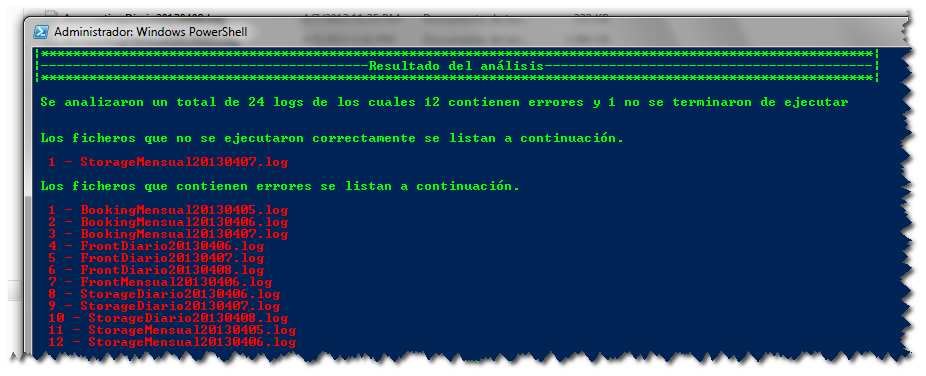 Administrador: Windows PowerShell
Resultado del análisis
Se analizaron un total de 24 logs de los cuales 12 contienen errores y 1 no se terminaron de ejecutar
Los ficheros que no se ejecutaron correctamente se listan a continuación.
1 - StorageMensual20130407.log
Los ficheros que contienen errores se listan a continuación.
1 - BookingMensual20130405.log
2 - BookingMensual20130406.log
3 - BookingMensual20130407.log
4 - FrontDiario20130406.log
5 - FrontDiario20130407.log
6 - FrontDiario20130408.log
7 - FrontMensual20130406.log
8 - StorageDiario20130406.log
9 - StorageDiario20130407.log
10 - StorageDiario20130408.log
11 - StorageMensual20130405.log
12 - StorageMensual20130406.log